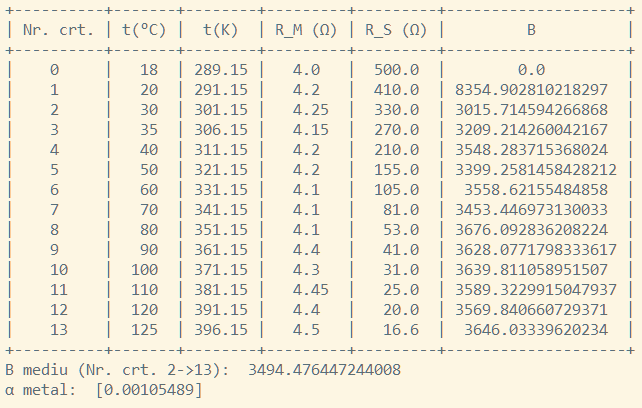 +-----------+--------+--------+---------+---------+--------------------+
| Nr. crt. | t(ºC) | t(K) | R_M (Ω) | R_S (Ω) | B |
+-----------+--------+--------+---------+---------+--------------------+
| 0 | 18 | 289.15 | 4.0 | 500.0 | 0.0 |
| 1 | 20 | 291.15 | 4.2 | 410.0 | 8354.902810218297 |
| 2 | 30 | 301.15 | 4.25 | 330.0 | 3015.714594266868 |
| 3 | 35 | 306.15 | 4.15 | 270.0 | 3209.214260042167 |
| 4 | 40 | 311.15 | 4.2 | 210.0 | 3548.283715368024 |
| 5 | 50 | 321.15 | 4.2 | 155.0 | 3399.2581458428212 |
| 6 | 60 | 331.15 | 4.1 | 105.0 | 3558.62155484858 |
| 7 | 70 | 341.15 | 4.1 | 81.0 | 3453.446973130033 |
| 8 | 80 | 351.15 | 4.1 | 53.0 | 3676.092836208224 |
| 9 | 90 | 361.15 | 4.4 | 41.0 | 3628.0771798333617 |
| 10 | 100 | 371.15 | 4.3 | 31.0 | 3639.811058951507 |
| 11 | 110 | 381.15 | 4.45 | 25.0 | 3589.3229915047937 |
| 12 | 120 | 391.15 | 4.4 | 20.0 | 3569.840660729371 |
| 13 | 125 | 396.15 | 4.5 | 16.6 | 3646.03339620234 |
+-----------+--------+--------+---------+---------+--------------------+
B mediu (Nr. crt. 2->13): 3494.476447244008
α metal: [0.00105489]